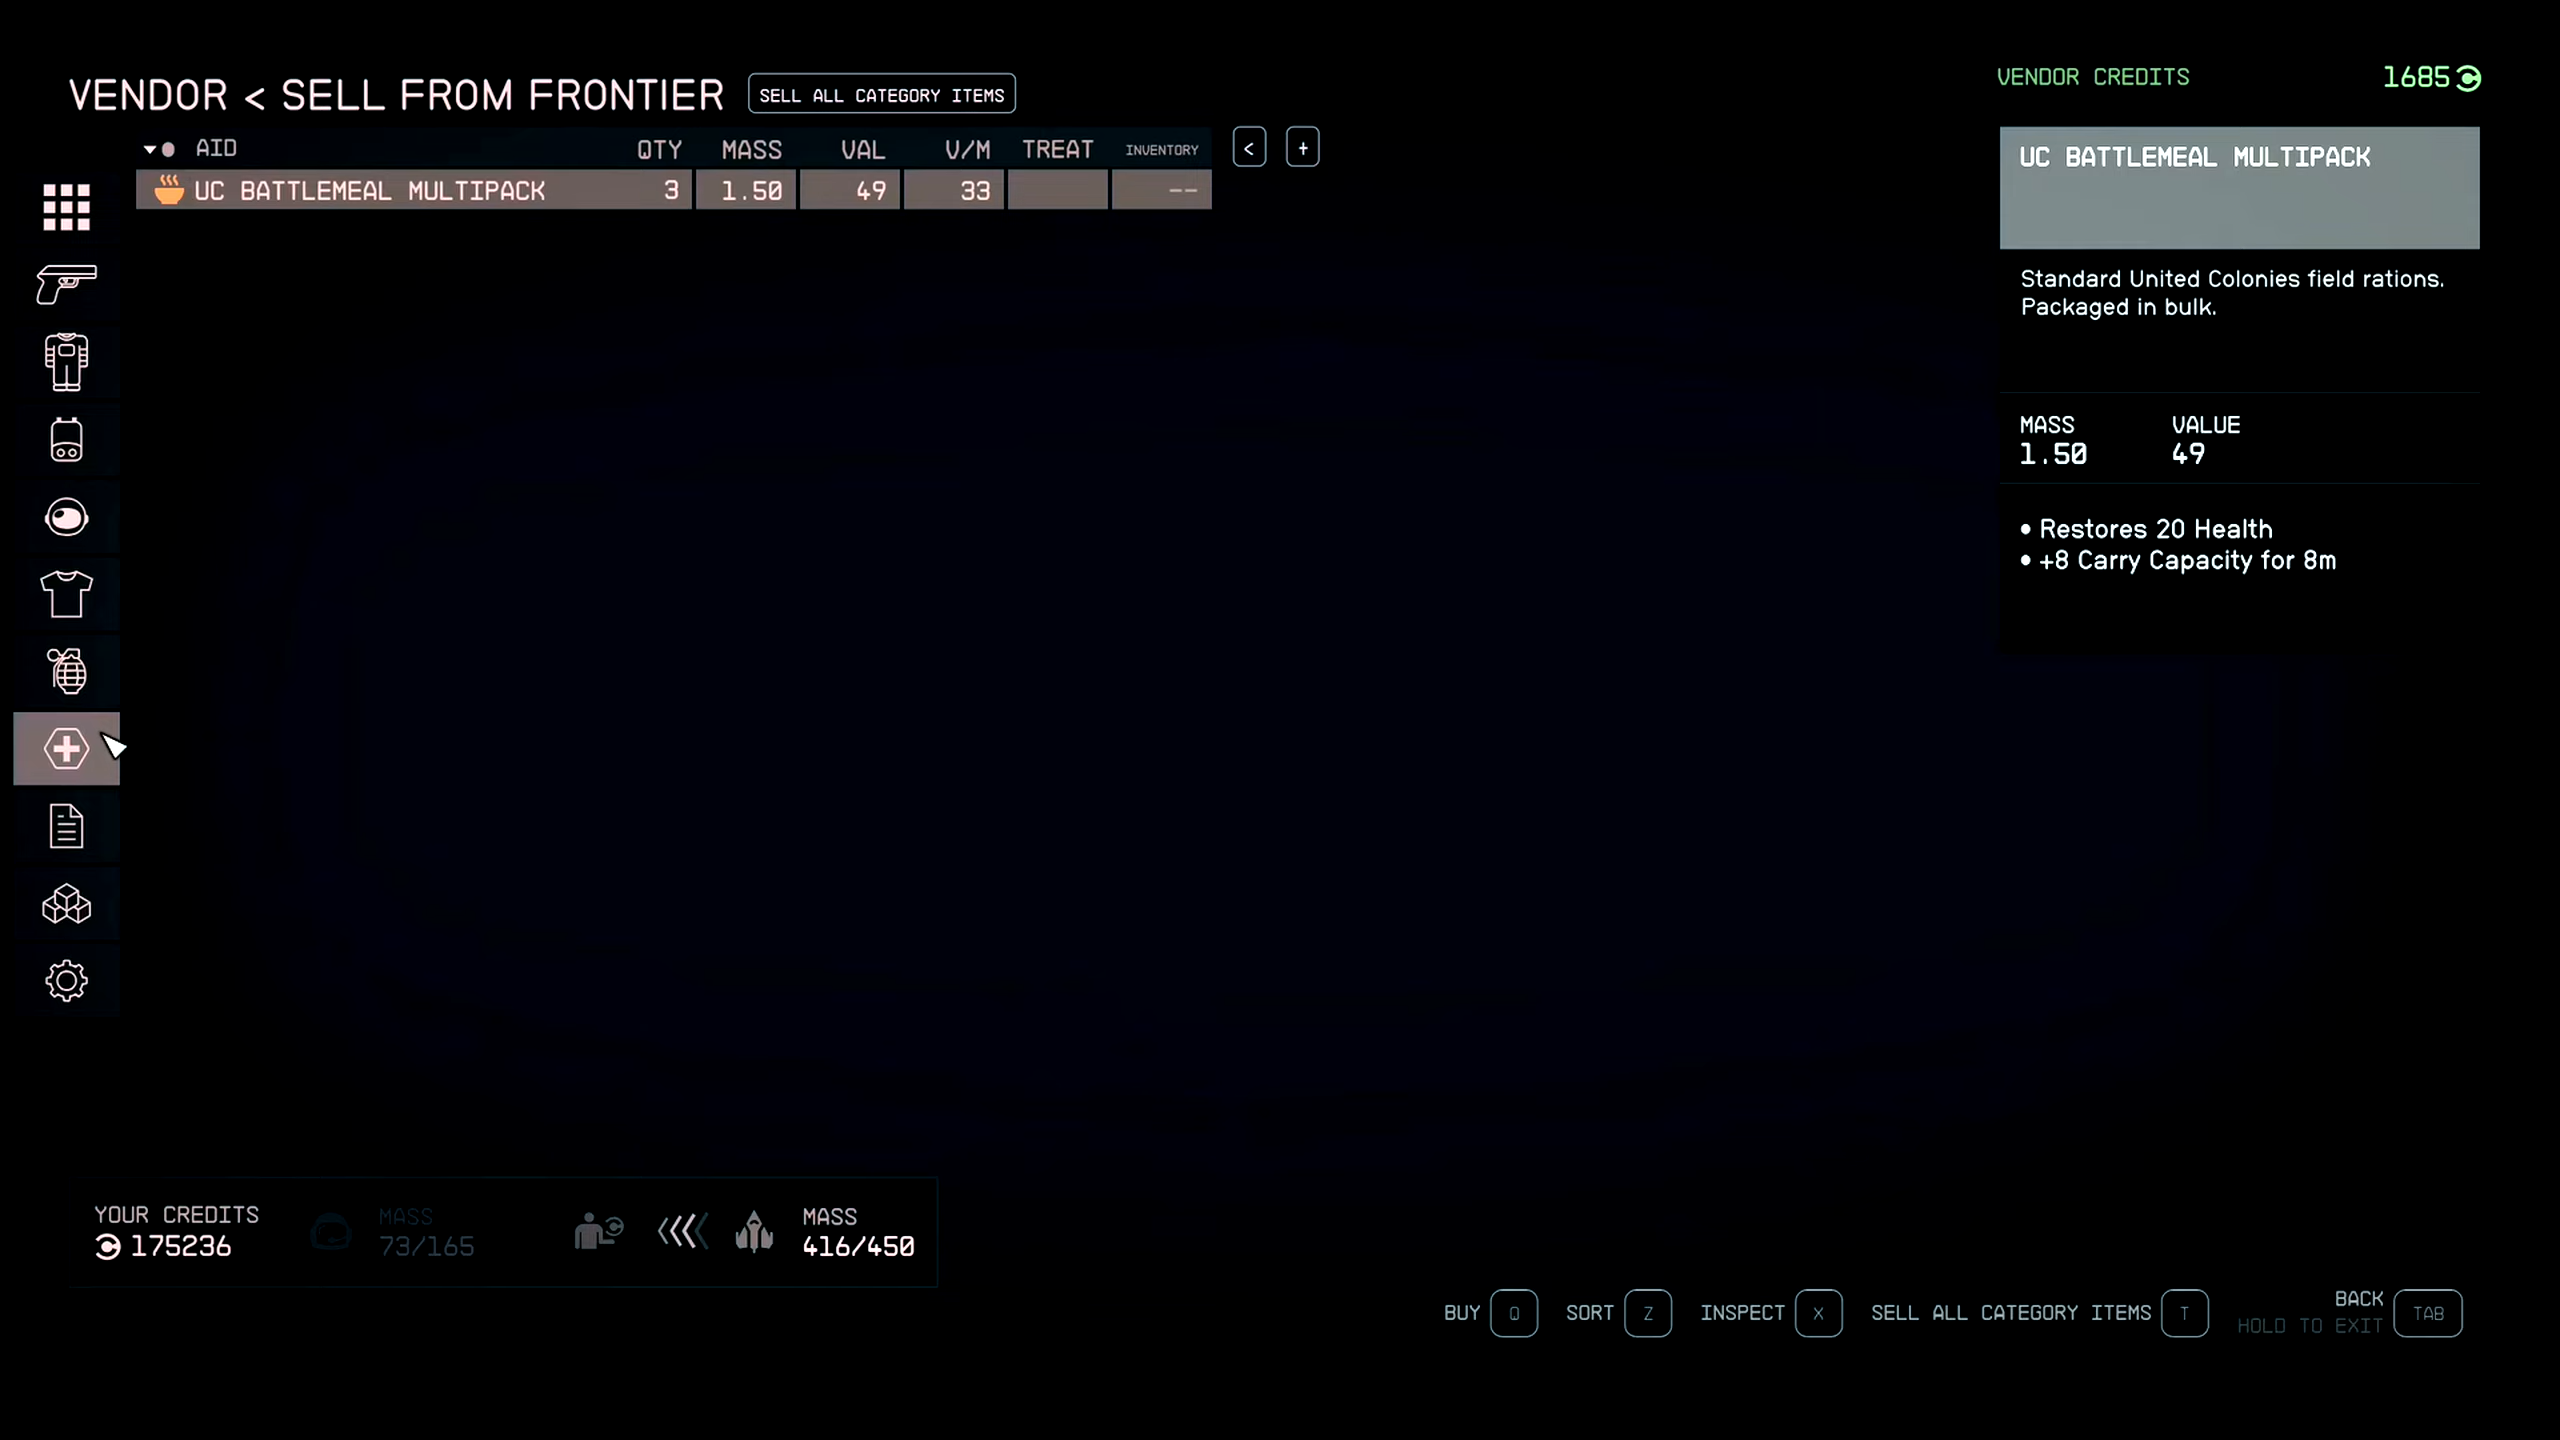 VENDOR < SELL FROM FRONTIER
SELL ALL CATEGORY ITEMS
VENDOR CREDITS 1685
AID QTY MASS VAL V/M TREAT INVENTORY < +
UC BATTLEMEAL MULTIPACK 3 1.50 49 33 --
UC BATTLEMEAL MULTIPACK
Standard United Colonies field rations.
Packaged in bulk.
MASS VALUE
1.50 49
• Restores 20 Health
• +8 Carry Capacity for 8m
YOUR CREDITS MASS MASS
175236 73/165 416/450
BUY Q SORT Z INSPECT X SELL ALL CATEGORY ITEMS T BACK TAB
HOLD TO EXIT